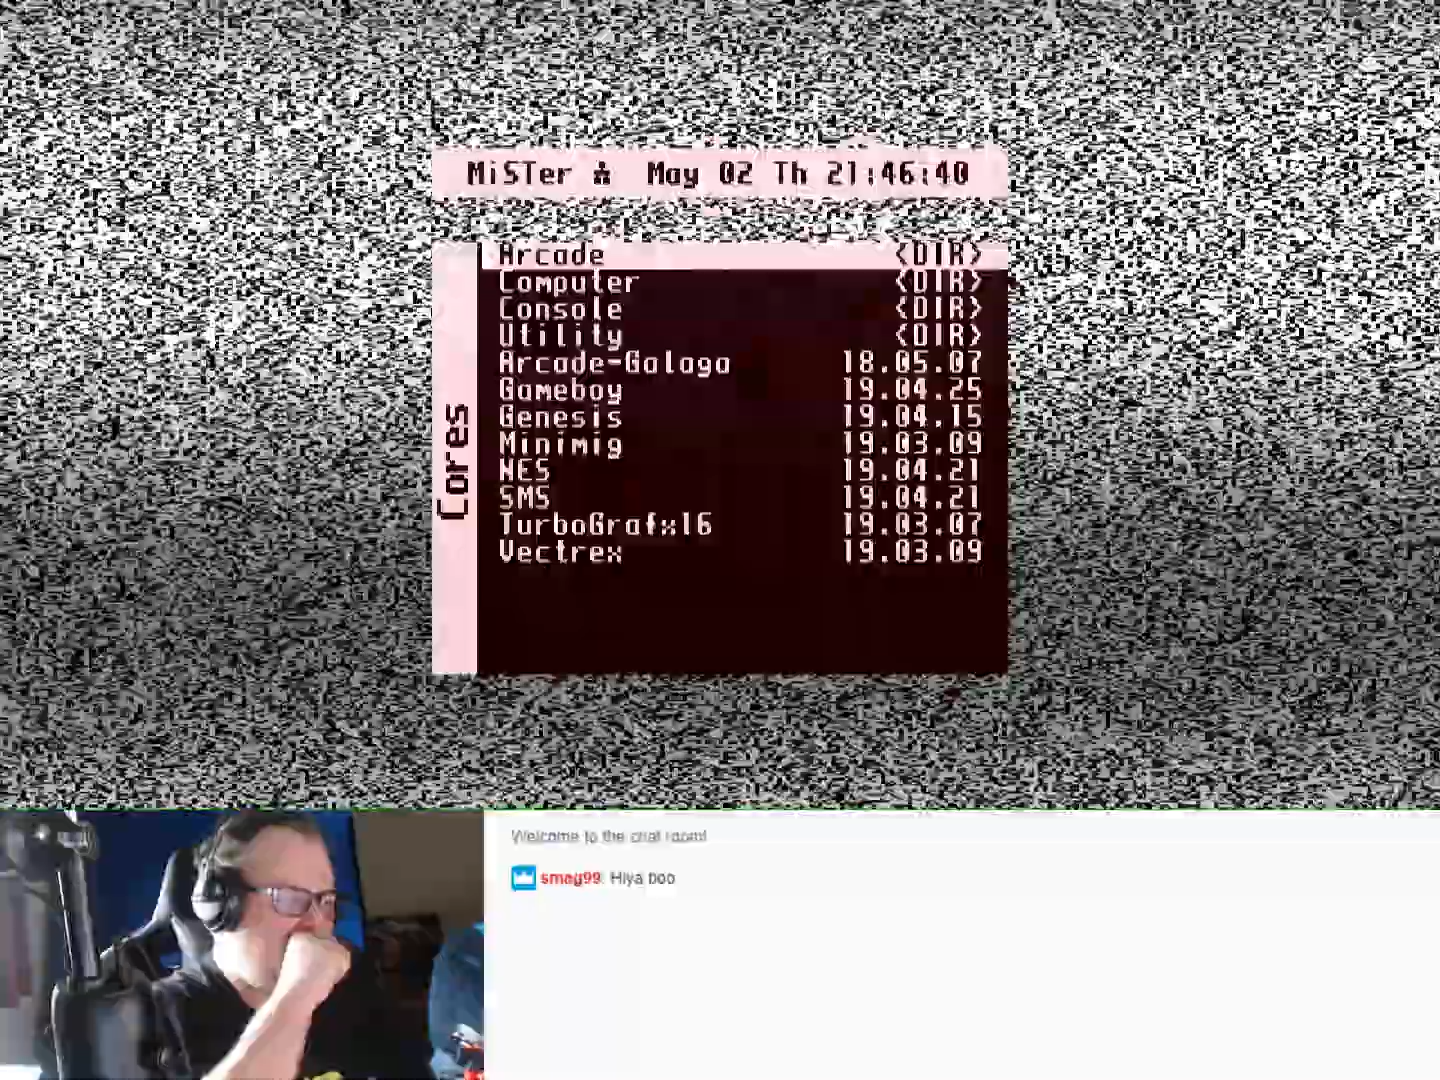 MiSTer May 02 Th 21:46:40
Cores
Arcade <DIR>
Computer <DIR>
Console <DIR>
Utility <DIR>
Arcade-Galaga 18.05.07
Gameboy 19.04.25
Genesis 19.04.15
Minimig 19.03.09
NES 19.04.21
SMS 19.04.21
TurboGrafx16 19.03.07
Vectrex 19.03.09
Welcome to the chat room!
smag99: Hiya boo